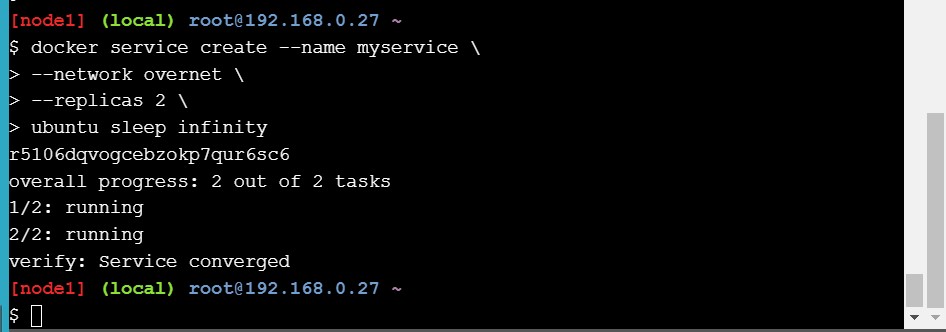 [node1] (local) root@192.168.0.27 ~
$ docker service create --name myservice \
> --network overnet \
> --replicas 2 \
> ubuntu sleep infinity
r5106dqvogcebzokp7qur6sc6
overall progress: 2 out of 2 tasks
1/2: running
2/2: running
verify: Service converged
[node1] (local) root@192.168.0.27 ~
$